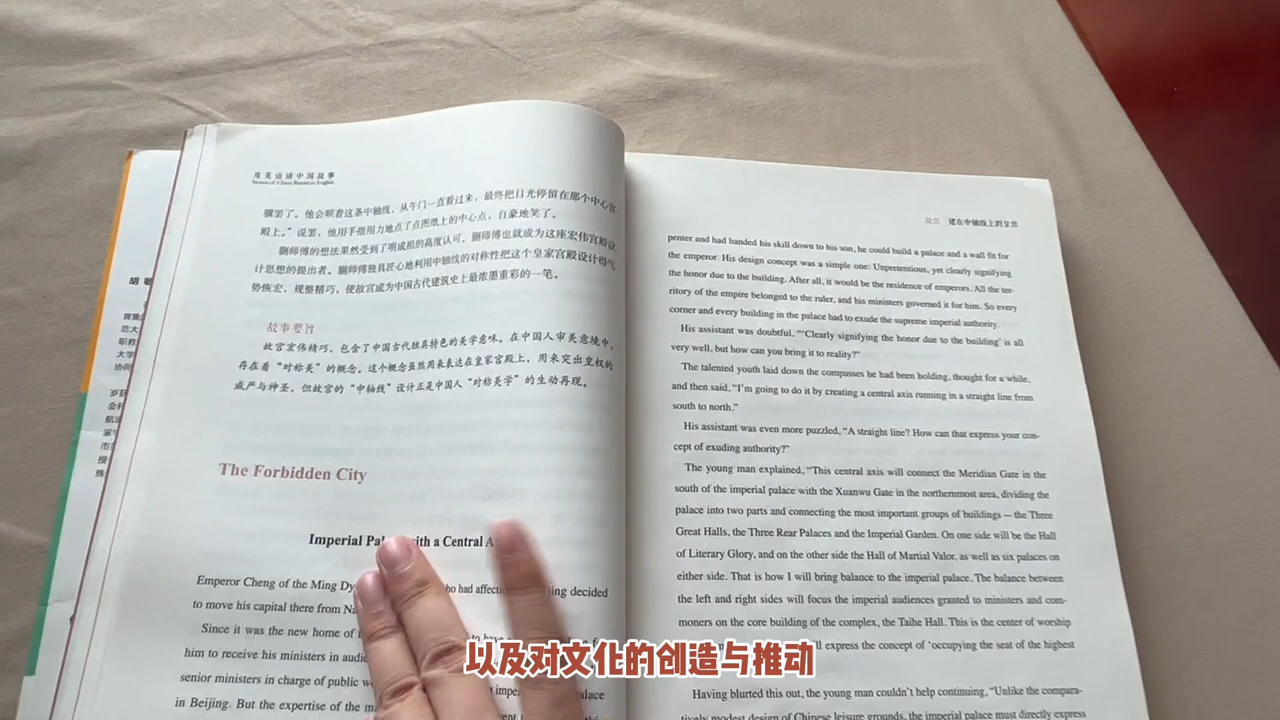 用英语讲中国故事
Stories of China Retold in English
骥罢了。他会顺着这条中轴线，从午门一直看过来，最终把目光停留在那个中心宫
殿上。”说罢，他用手指用力地点了点图纸上的中心点，自豪地笑了。
蒯师傅的想法果然受到了明成祖的高度认可。蒯师傅也就成为这座宏伟宫殿设
计思想的提出者。蒯师傅独具匠心地利用中轴线的对称性把这个皇家宫殿设计得气
势恢宏、规整精巧，使故宫成为中国古代建筑史上最浓墨重彩的一笔。
故事要旨
故宫宏伟精巧，包含了中国古代独具特色的美学意味。在中国人审美意境中，
存在着“对称美”的概念。这个概念虽然用来表达在皇家宫殿上，用来突出皇权的
威严与神圣。但故宫的“中轴线”设计正是中国人“对称美学”的生动再现。
The Forbidden City
Imperial Pal with a Central A
Emperor Cheng of the Ming Dy ho had affecti ing decided
to move his capital there from Na
Since it was the new home of
him to receive his ministers in audi
senior ministers in charge of public w alace
in Beijing. But the expertise of the m
故宫 建在中轴线上的皇宫
penter and had handed his skill down to his son, he could build a palace and a wall fit for
the emperor. His design concept was a simple one: Unpretentious, yet clearly signifying
the honor due to the building. After all, it would be the residence of emperors. All the ter-
ritory of the empire belonged to the ruler, and his ministers governed it for him. So every
corner and every building in the palace had to exude the supreme imperial authority.
His assistant was doubtful, “‘Clearly signifying the honor due to the building’ is all
very well, but how can you bring it to reality?”
The talented youth laid down the compasses he had been holding, thought for a while,
and then said, “I’m going to do it by creating a central axis running in a straight line from
south to north.”
His assistant was even more puzzled, “A straight line? How can that express your con-
cept of exuding authority?”
The young man explained, “This central axis will connect the Meridian Gate in the
south of the imperial palace with the Xuanwu Gate in the northernmost area, dividing the
palace into two parts and connecting the most important groups of buildings — the Three
Great Halls, the Three Rear Palaces and the Imperial Garden. On one side will be the Hall
of Literary Glory, and on the other side the Hall of Martial Valor, as well as six palaces on
either side. That is how I will bring balance to the imperial palace. The balance between
the left and right sides will focus the imperial audiences granted to ministers and com-
moners on the core building of the complex, the Taihe Hall. This is the center of worship
ll express the concept of ‘occupying the seat of the highest
Having blurted this out, the young man couldn’t help continuing, “Unlike the compara-
tively modest design of Chinese leisure grounds, the imperial palace must directly express
以及对文化的创造与推动